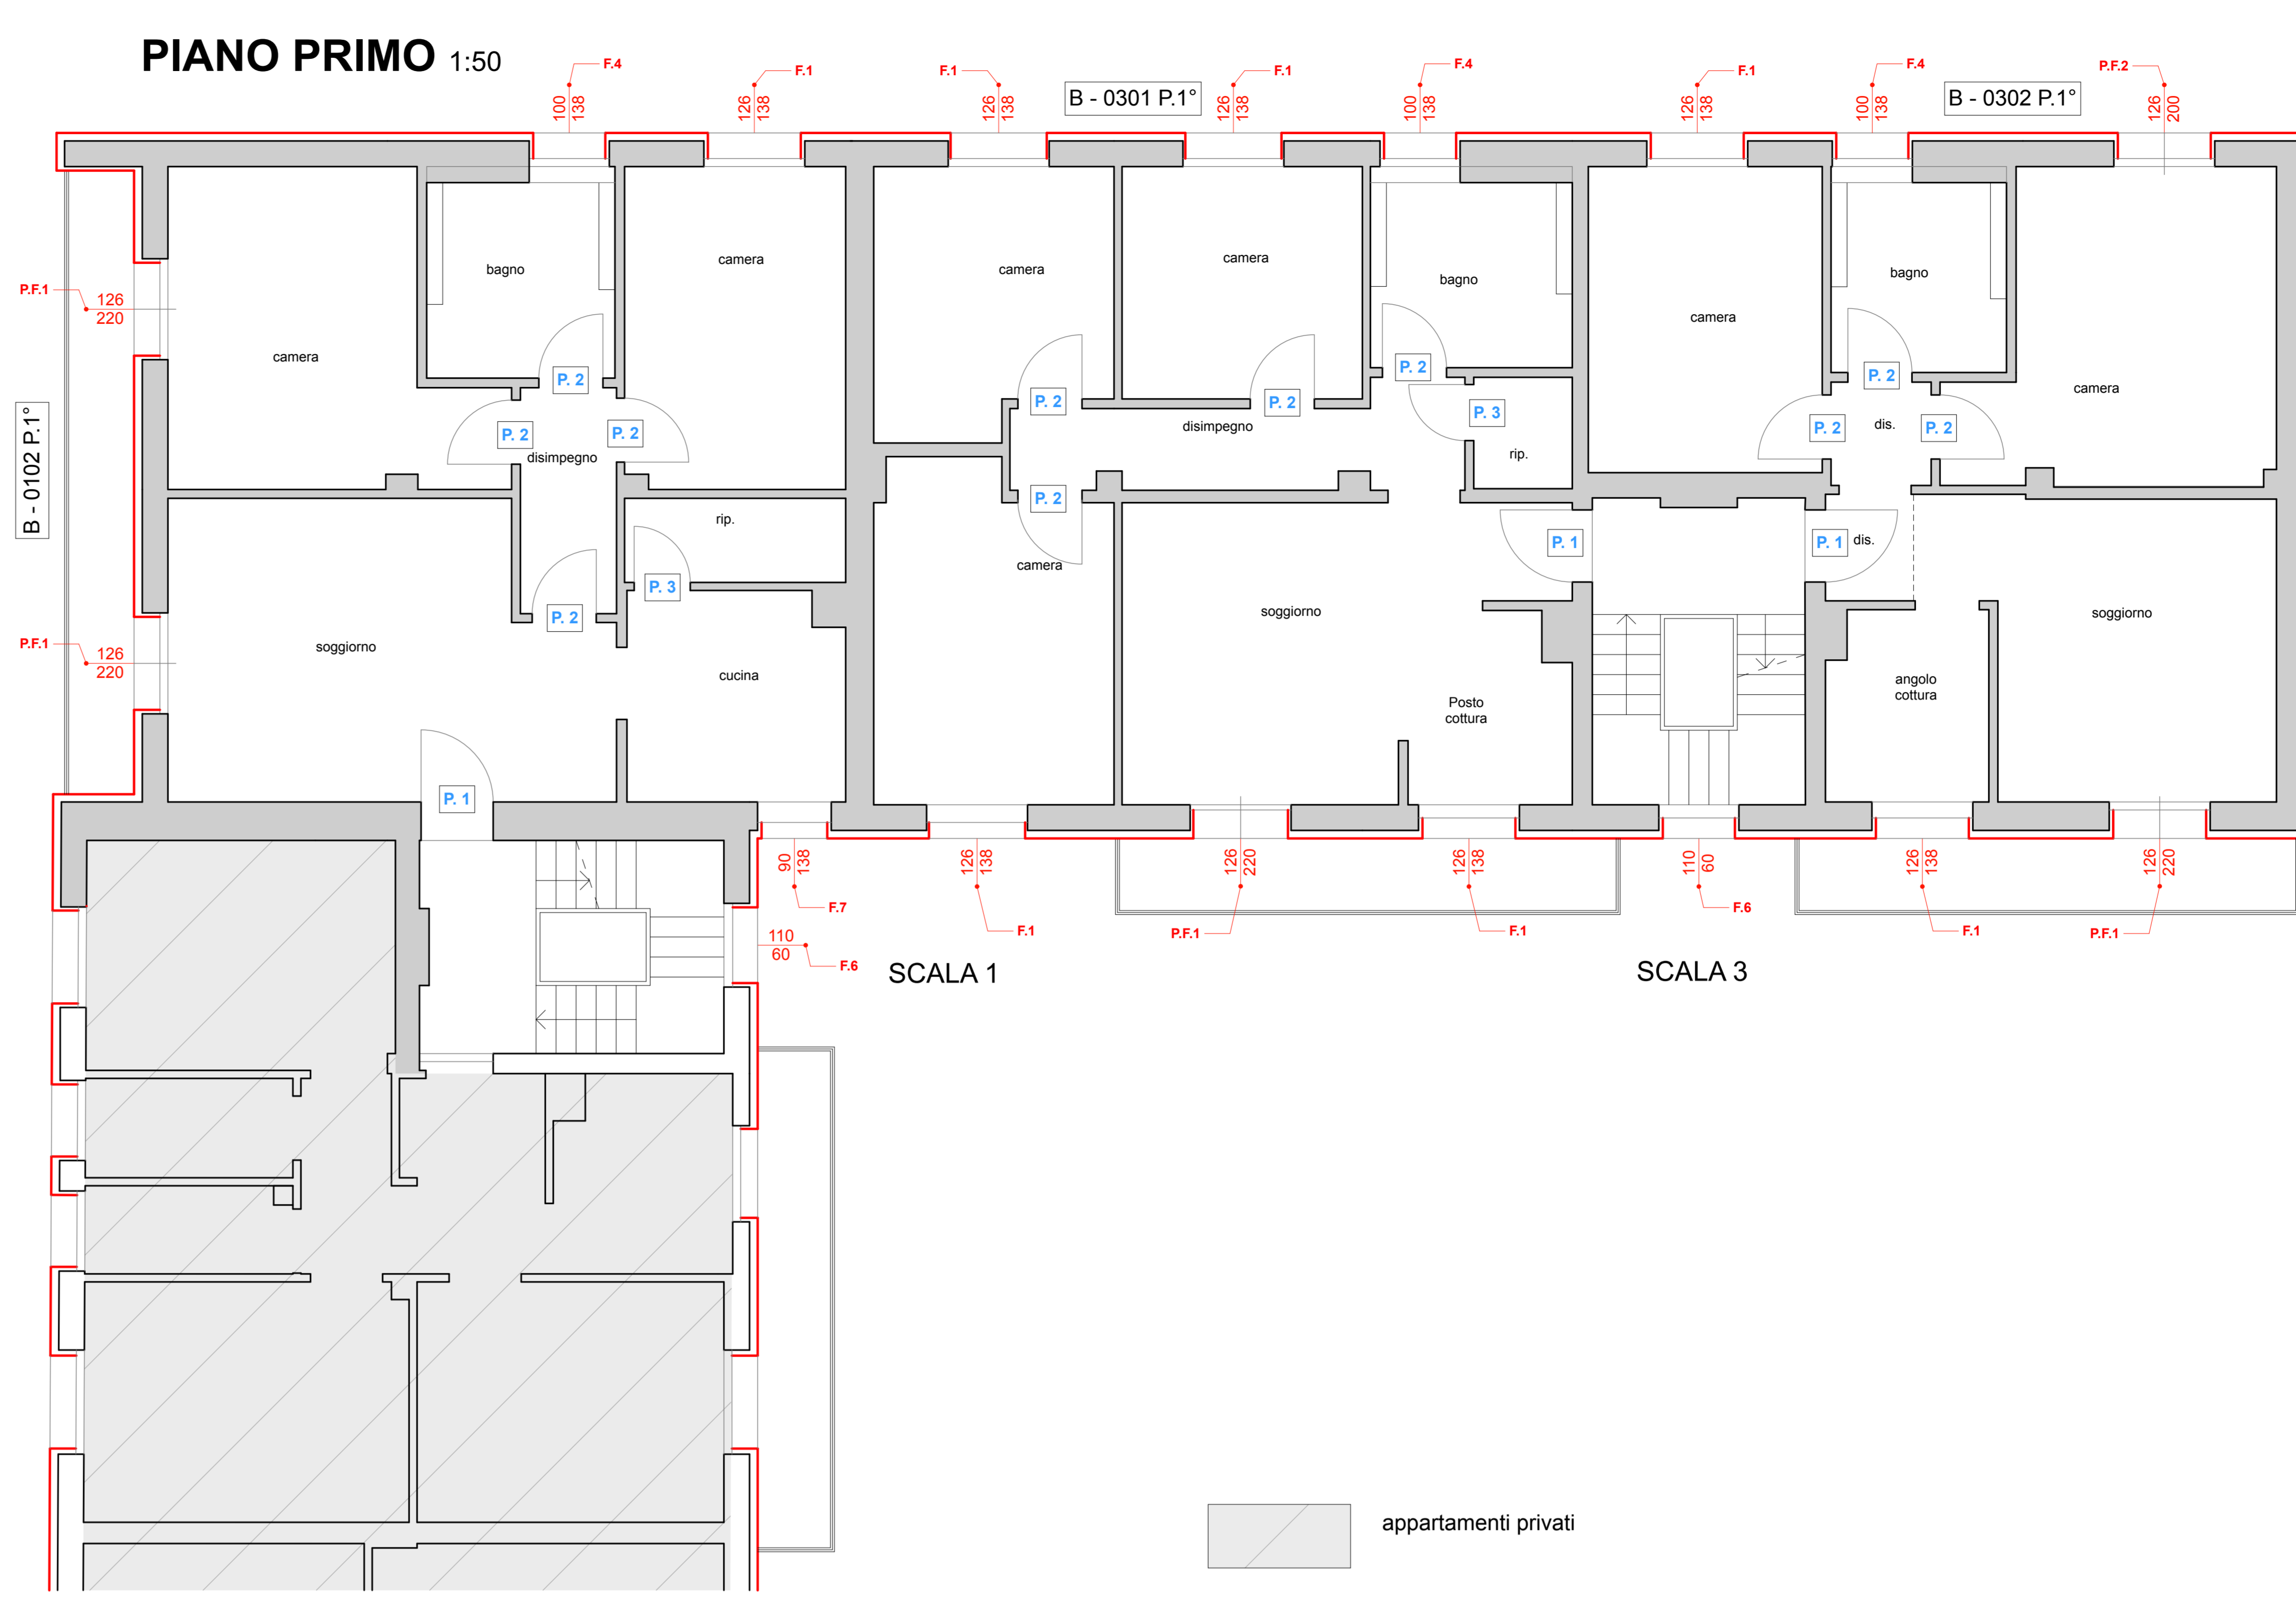 PIANO PRIMO 1:50
F.4
F.1
F.1
F.1
F.4
F.1
F.4
P.F.2
B - 0301 P.1°
B - 0302 P.1°
100
138
126
138
126
138
126
138
100
138
126
138
100
138
126
200
camera
bagno
camera
camera
camera
bagno
camera
bagno
camera
P.F.1
126
220
B - 0102 P.1°
P. 2
P. 2
P. 2
disimpegno
P. 2
P. 2
disimpegno
P. 2
P. 3
rip.
P. 2
P. 2
dis.
P. 2
P. 2
rip.
P. 1
P. 1
dis.
camera
P. 3
P. 2
soggiorno
soggiorno
soggiorno
P.F.1
126
220
cucina
Posto
cottura
angolo
cottura
P. 1
90
138
126
138
126
220
126
138
110
60
126
138
126
220
F.7
F.1
P.F.1
F.1
F.6
F.1
P.F.1
110
60
F.6
SCALA 1
SCALA 3
appartamenti privati